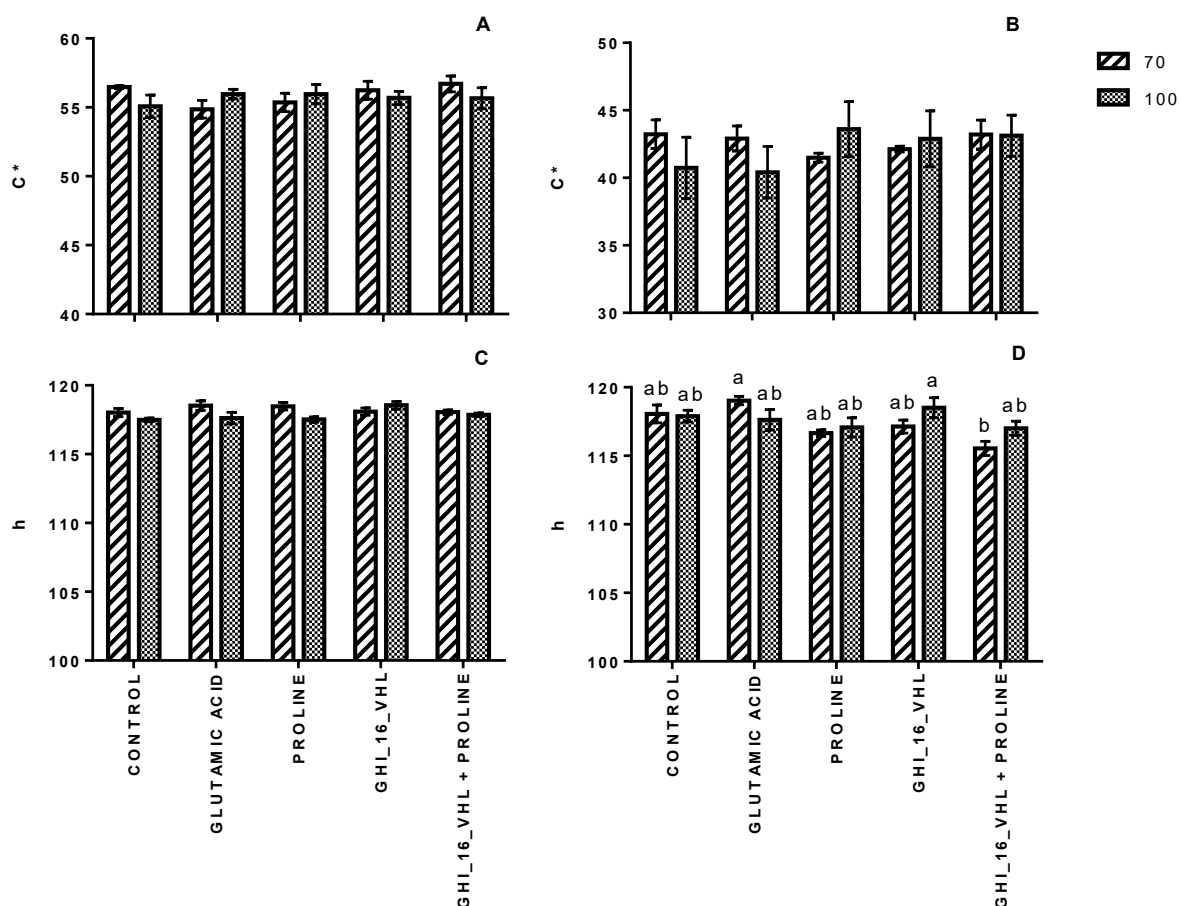 A
60
55
50
45
40
C*
B
50
45
40
35
30
C*
70
100
C
120
115
110
105
100
h
CONTROL
GLUTAMIC ACID
PROLINE
GHI_16_VHL
GHI_16_VHL + PROLINE
D
120
115
110
105
100
h
ab ab a ab ab ab ab a b ab
CONTROL
GLUTAMIC ACID
PROLINE
GHI_16_VHL
GHI_16_VHL + PROLINE